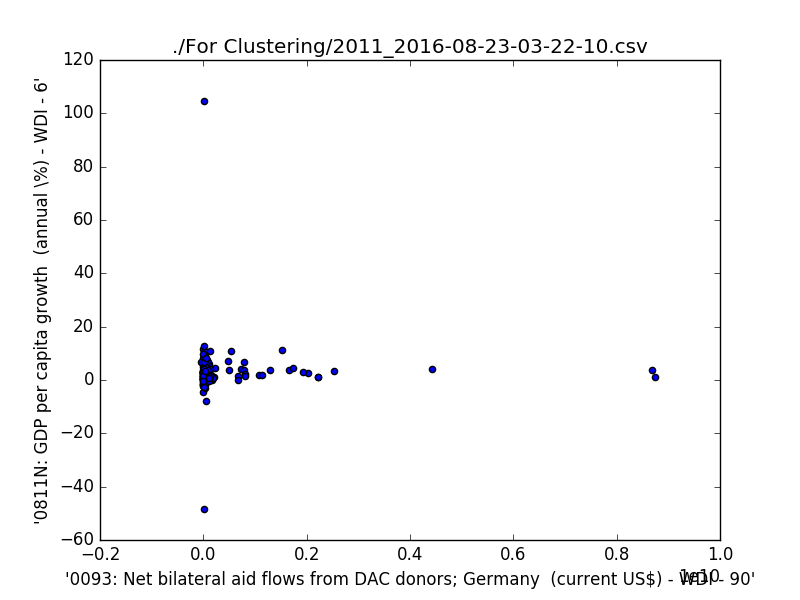 ./For Clustering/2011_2016-08-23-03-22-10.csv
'0811N: GDP per capita growth  (annual \%) - WDI - 6'
120
100
80
60
40
20
0
−20
−40
−60
−0.2 0.0 0.2 0.4 0.6 0.8 1.0
1e10
'0093: Net bilateral aid flows from DAC donors; Germany  (current US$) - WDI - 90'